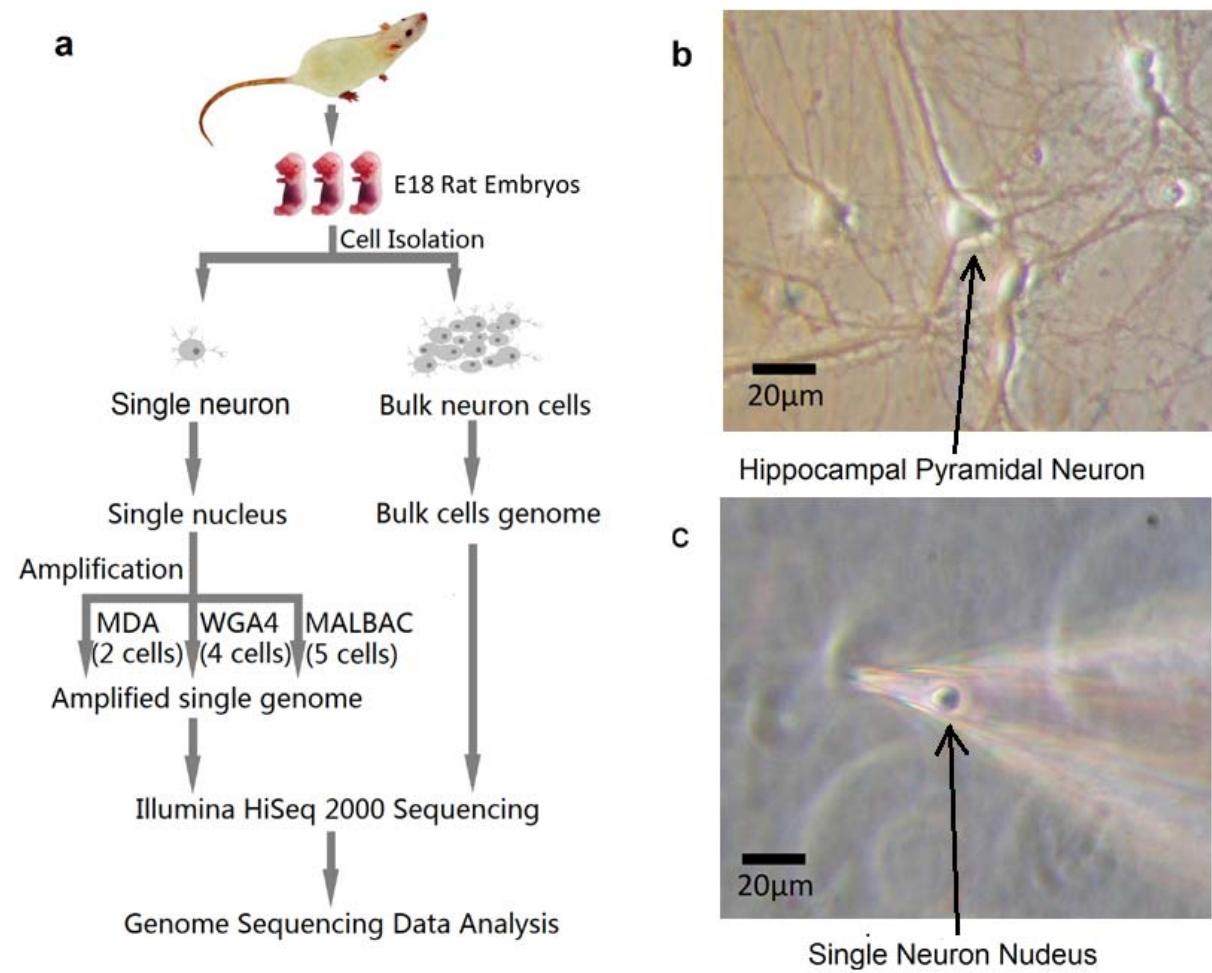 a
E18 Rat Embryos
Cell Isolation
Single neuron
Bulk neuron cells
Single nucleus
Bulk cells genome
Amplification
MDA
(2 cells)
WGA4
(4 cells)
MALBAC
(5 cells)
Amplified single genome
Illumina HiSeq 2000 Sequencing
Genome Sequencing Data Analysis
b
20μm
Hippocampal Pyramidal Neuron
c
20μm
Single Neuron Nudeus